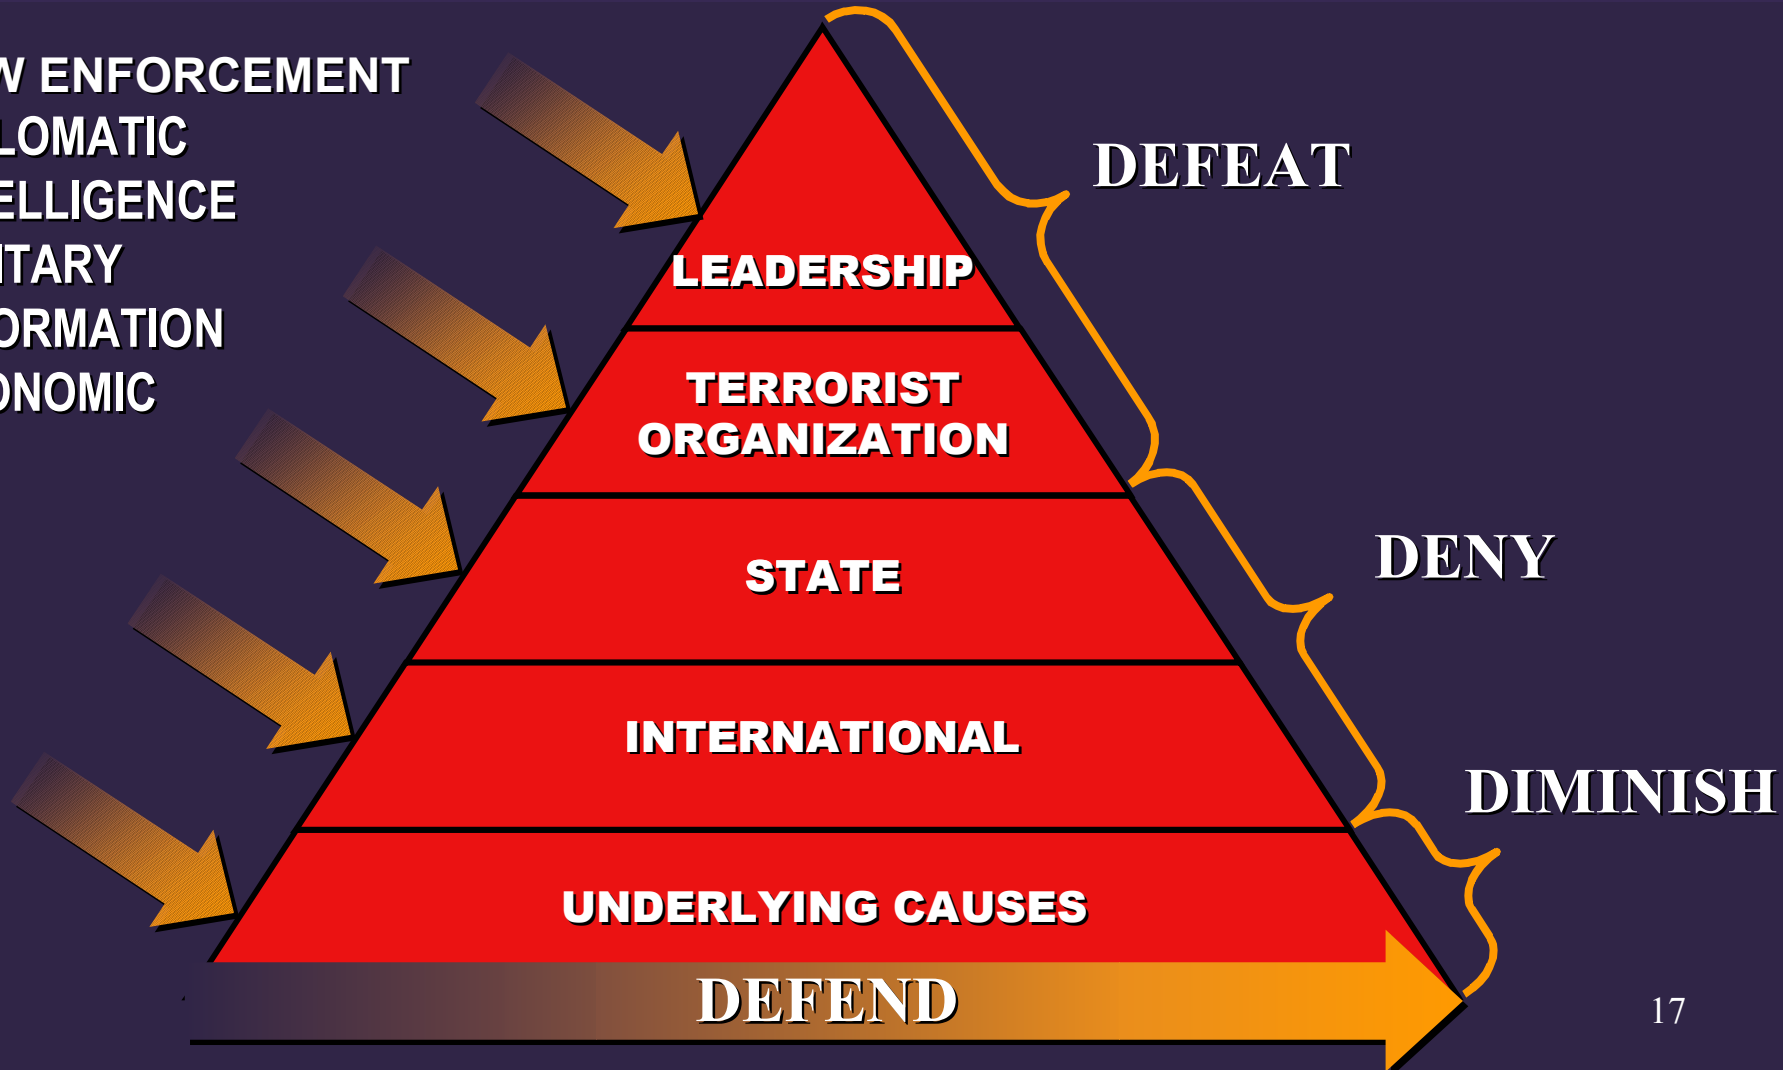 W ENFORCEMENT
LOMATIC
ELLIGENCE
ITARY
ORMATION
ONOMIC
DEFEAT
LEADERSHIP
TERRORIST
ORGANIZATION
DENY
STATE
INTERNATIONAL
DIMINISH
UNDERLYING CAUSES
DEFEND
17